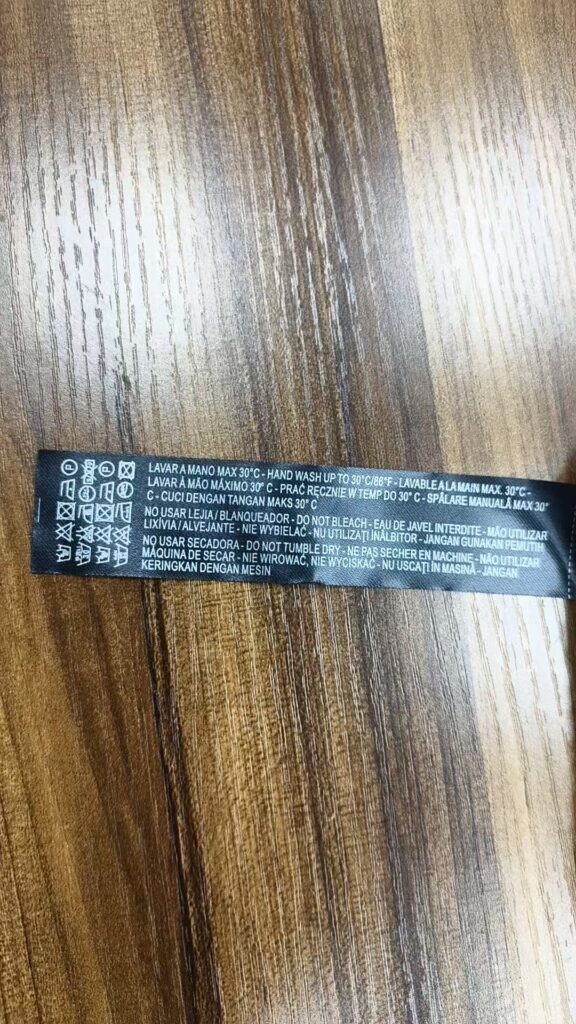 LAVAR A MANO MAX 30°C - HAND WASH UP TO 30°C/86°F - LAVABLE A LA MAIN MAX. 30°C -
LAVAR À MÃO MÁXIMO 30° C - PRAĆ RĘCZNIE W TEMP DO 30° C - SPĂLARE MANUALĂ MAX 30°
C - CUCI DENGAN TANGAN MAKS 30° C
NO USAR LEJIA / BLANQUEADOR - DO NOT BLEACH - EAU DE JAVEL INTERDITE - MÃO UTILIZAR
LIXÍVIA / ALVEJANTE - NIE WYBIELAĆ - NU UTILIZAȚI ÎNĂLBITOR - JANGAN GUNAKAN PEMUTIH
NO USAR SECADORA - DO NOT TUMBLE DRY - NE PAS SECHER EN MACHINE - NÃO UTILIZAR
MÁQUINA DE SECAR - NIE WIROWAĆ, NIE WYCISKAĆ - NU USCAȚI ÎN MASINĂ - JANGAN
KERINGKAN DENGAN MESIN